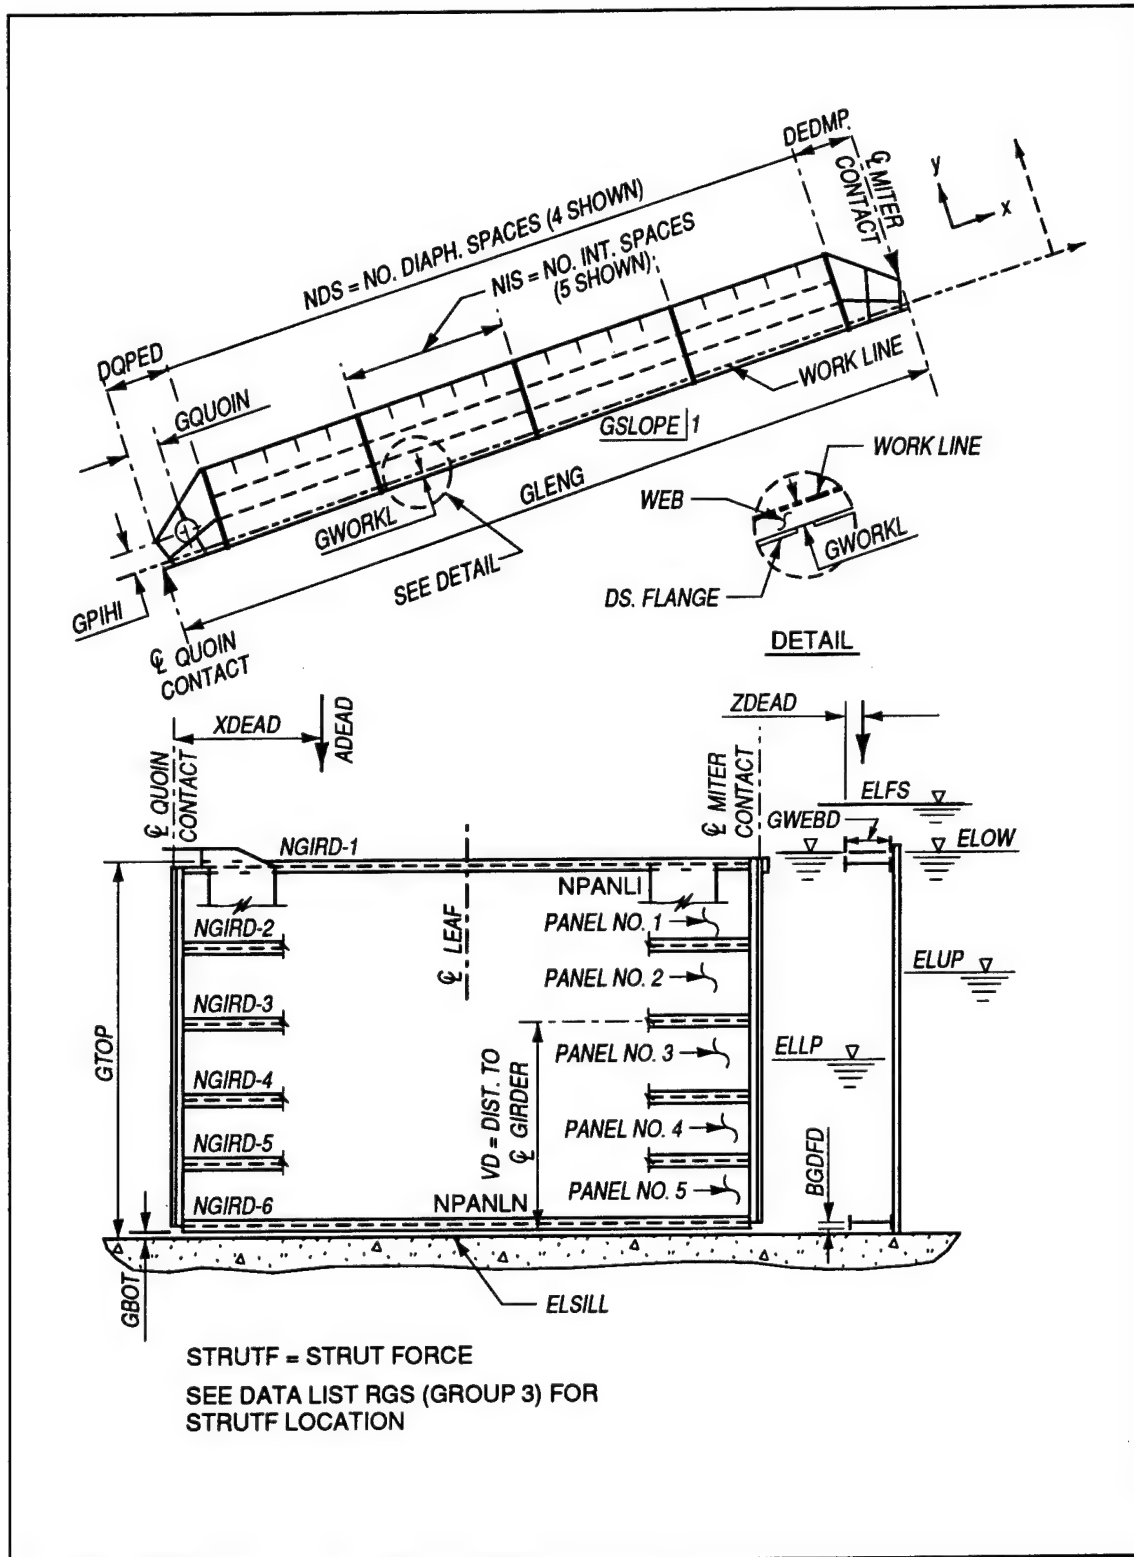 DEDMP
℄ MITER
CONTACT
y
x
NDS = NO. DIAPH. SPACES (4 SHOWN)
NIS = NO. INT. SPACES
(5 SHOWN)
DQPED
GQUOIN
WORK LINE
GSLOPE 1
GLENG
GWORKL
SEE DETAIL
GPIHI
℄ QUOIN
CONTACT
WORK LINE
WEB
GWORKL
DS. FLANGE
DETAIL
XDEAD
ADEAD
ZDEAD
℄ QUOIN
CONTACT
℄ MITER
CONTACT
ELFS
GWEBD
ELOW
NGIRD-1
NPANLI
℄ LEAF
PANEL NO. 1
NGIRD-2
PANEL NO. 2
ELUP
NGIRD-3
PANEL NO. 3
ELLP
GTOP
VD = DIST. TO
℄ GIRDER
NGIRD-4
PANEL NO. 4
NGIRD-5
PANEL NO. 5
BGDFD
NGIRD-6
NPANLN
GBOT
ELSILL
STRUTF = STRUT FORCE
SEE DATA LIST RGS (GROUP 3) FOR
STRUTF LOCATION